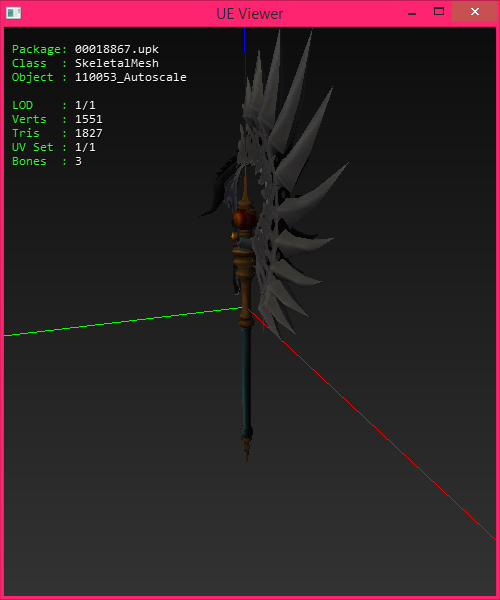 UE Viewer
Package: 00018867.upk
Class : SkeletalMesh
Object : 110053_Autoscale
LOD : 1/1
Verts : 1551
Tris : 1827
UV Set : 1/1
Bones : 3